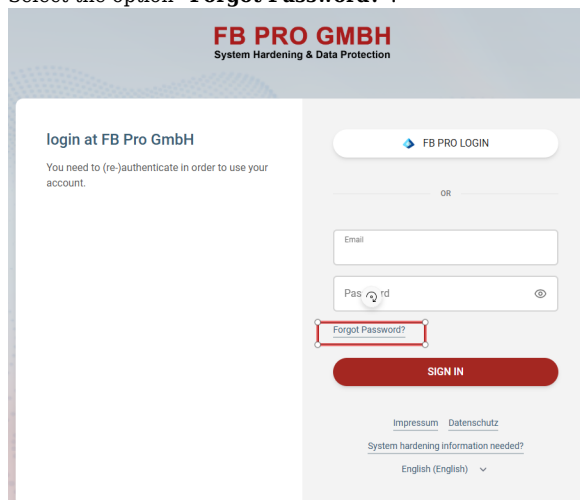 Select the option "Forgot Password?".
FB PRO GMBH
System Hardening & Data Protection
login at FB Pro GmbH
You need to (re-)authenticate in order to use your
account.
FB PRO LOGIN
OR
Email
Forgot Password?
SIGN IN
Impressum Datenschutz
System hardening information needed?
English (English)